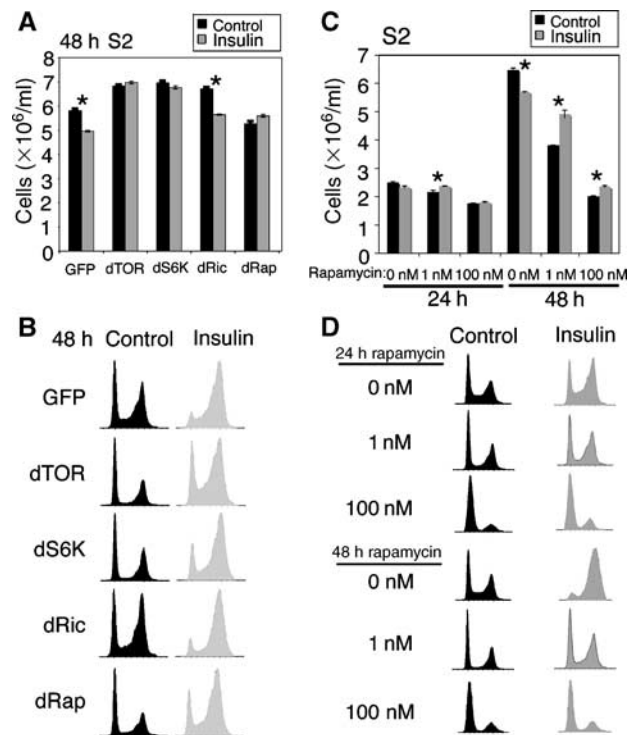 A
48 h S2
Control
Insulin
Cells (×10⁶/ml)
7
6
5
4
3
2
1
0
*
*
GFP dTOR dS6K dRic dRap
C
S2
Control
Insulin
Cells (×10⁶/ml)
7
6
5
4
3
2
1
0
*
*
*
*
Rapamycin: 0 nM 1 nM 100 nM 0 nM 1 nM 100 nM
24 h 48 h
B
48 h Control Insulin
GFP
dTOR
dS6K
dRic
dRap
D
Control Insulin
24 h rapamycin
0 nM
1 nM
100 nM
48 h rapamycin
0 nM
1 nM
100 nM